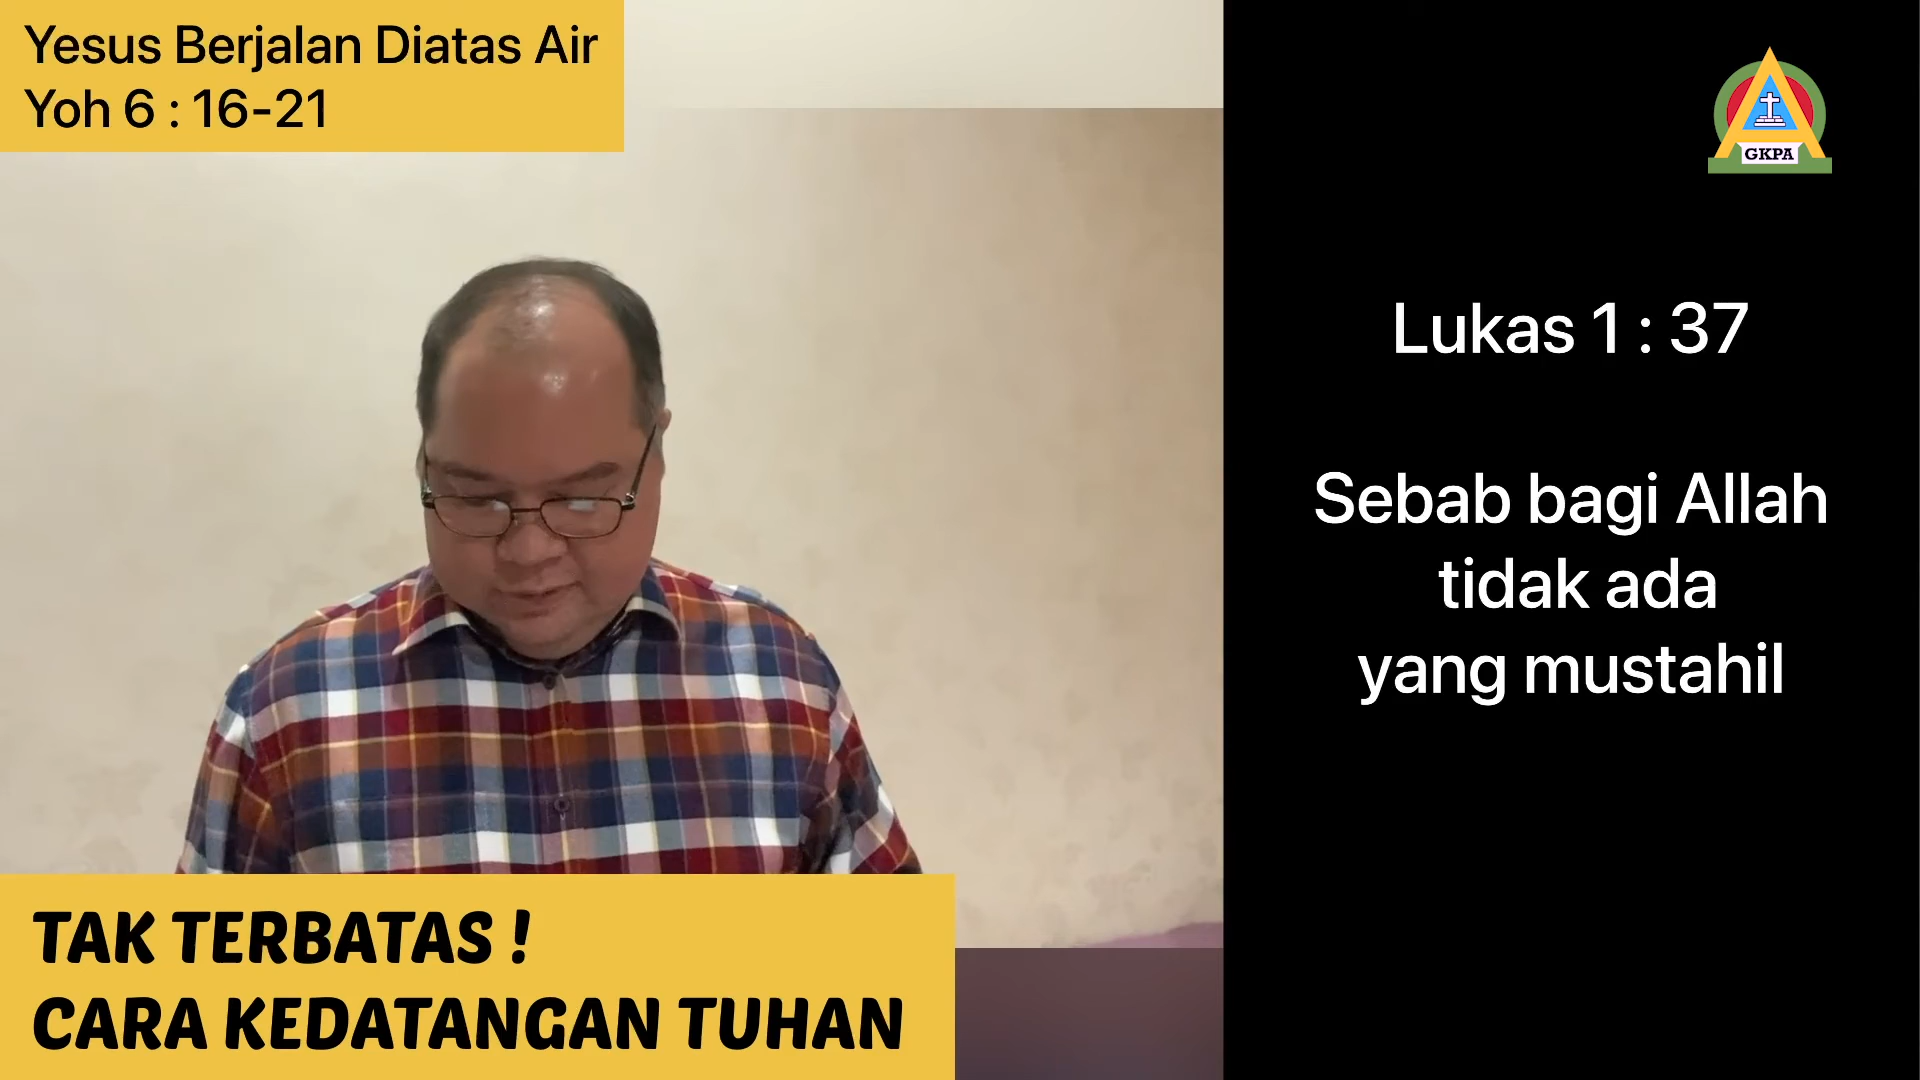 Yesus Berjalan Diatas Air
Yoh 6 : 16-21
GKPA
Lukas 1 : 37
Sebab bagi Allah
tidak ada
yang mustahil
TAK TERBATAS !
CARA KEDATANGAN TUHAN